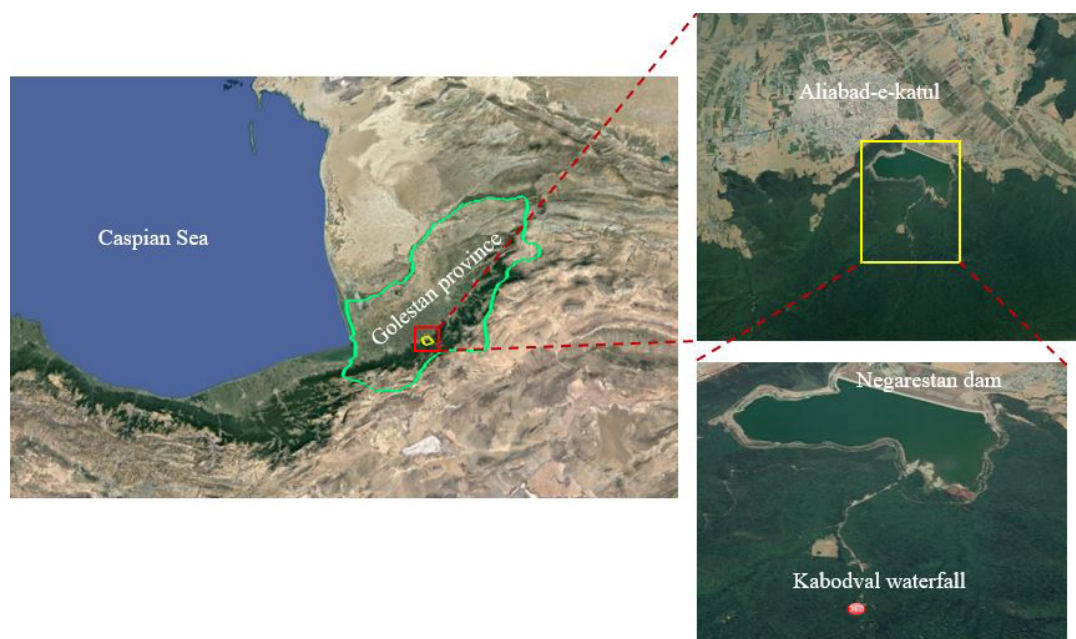 Caspian Sea
Golestan province
Aliabad-e-katul
Negarestan dam
Kabodval waterfall